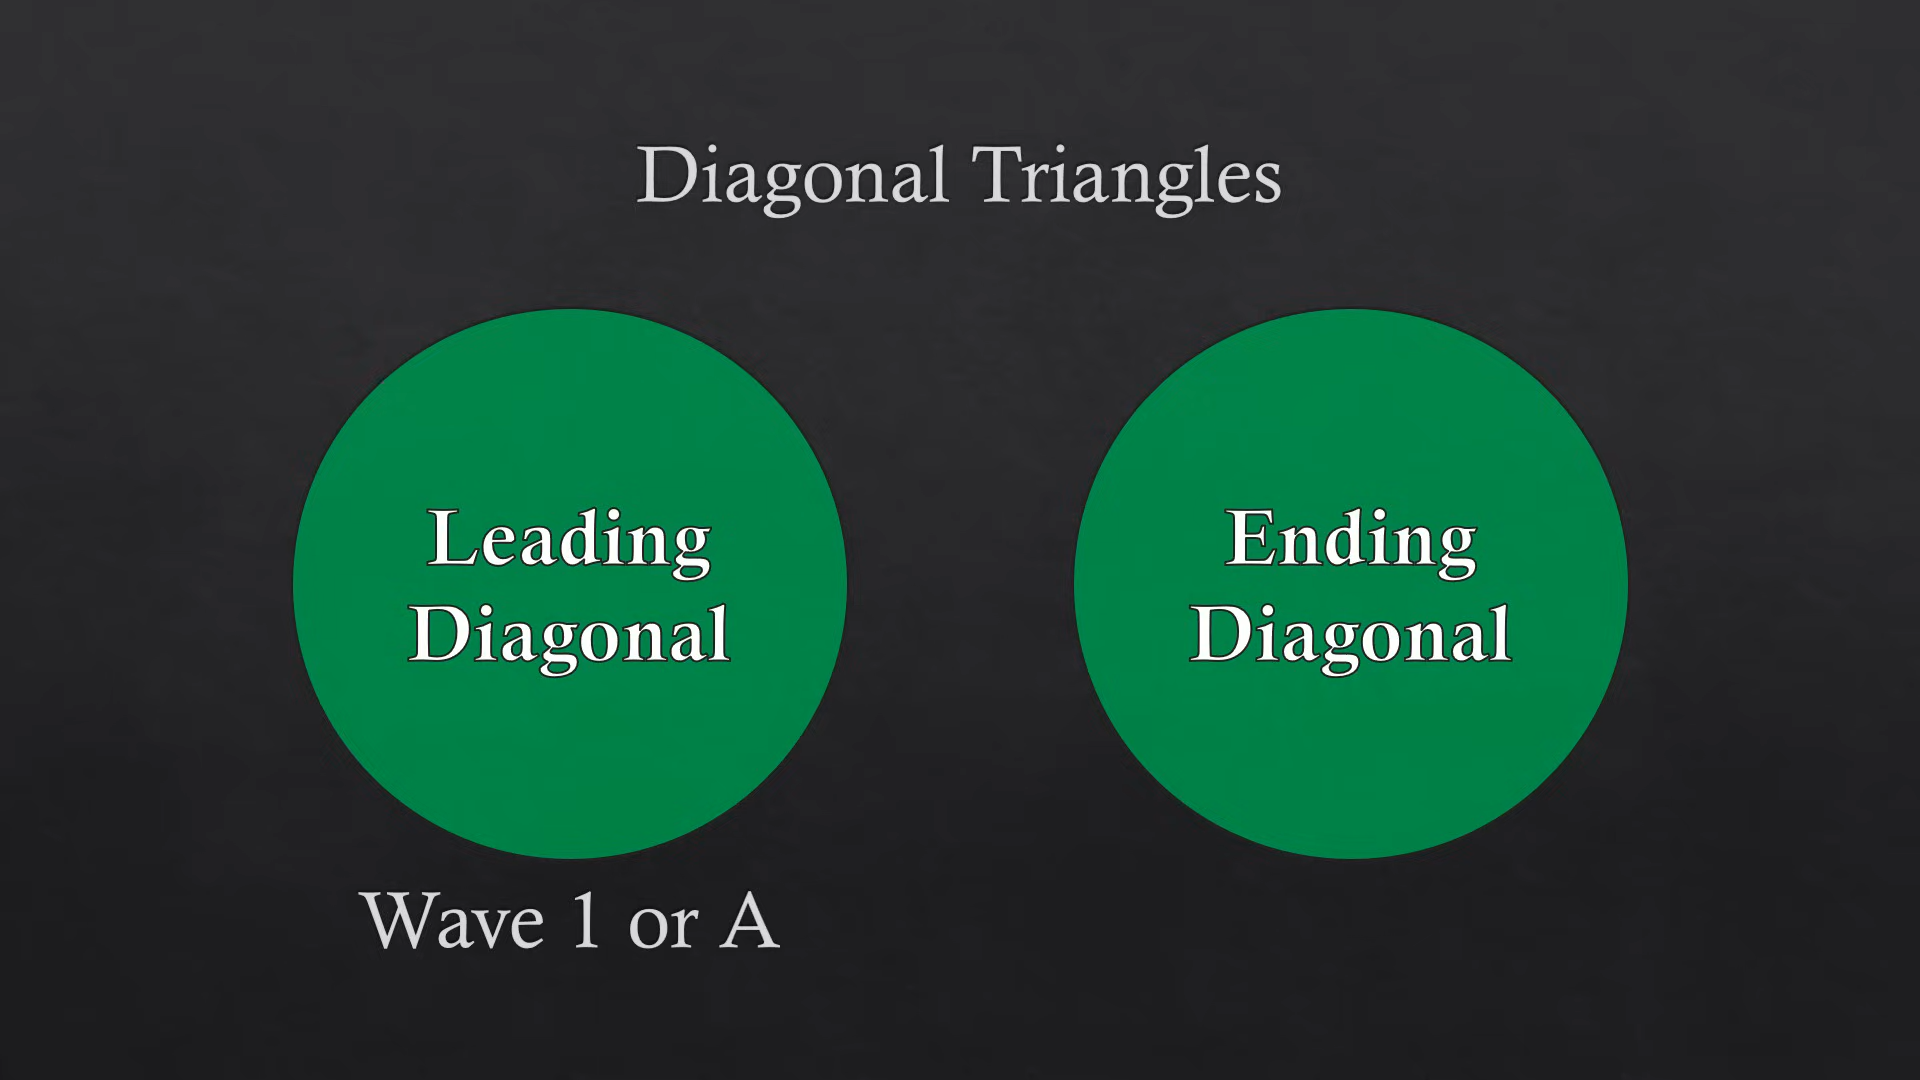 Diagonal Triangles
Leading
Diagonal
Ending
Diagonal
Wave 1 or A